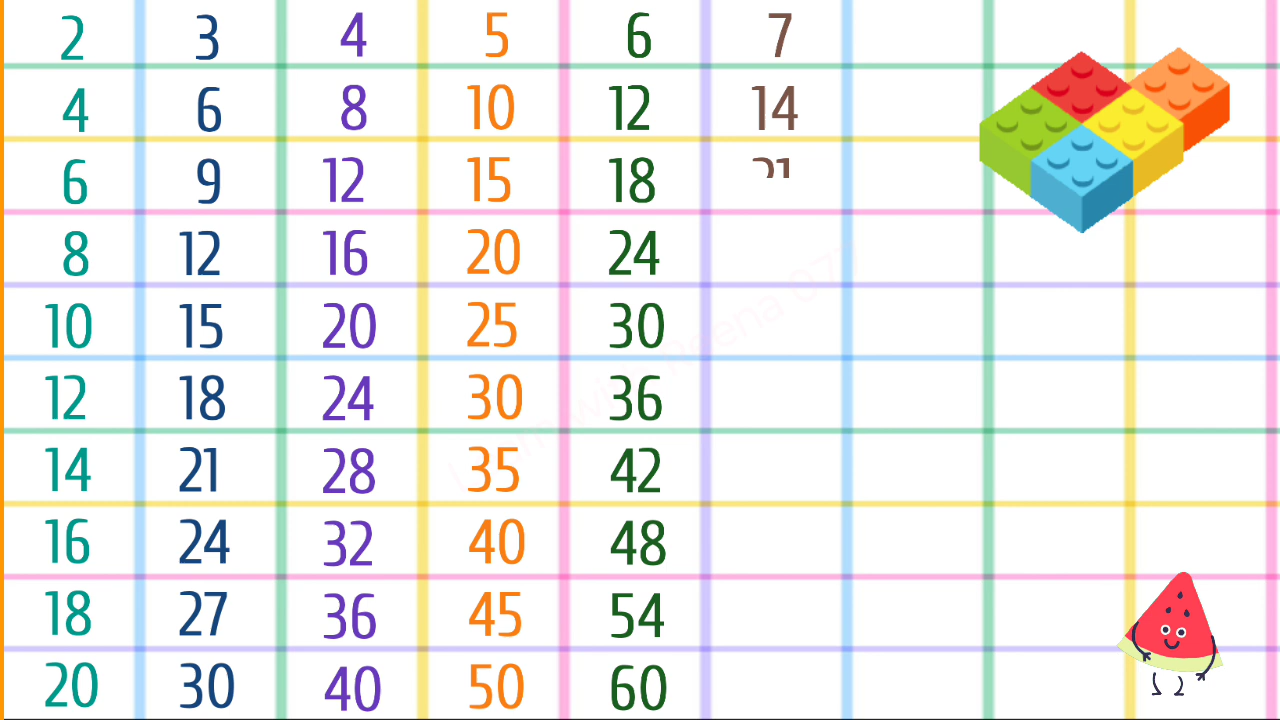 2 3 4 5 6 7
4 6 8 10 12 14
6 9 12 15 18 21
8 12 16 20 24
10 15 20 25 30
12 18 24 30 36
14 21 28 35 42
16 24 32 40 48
18 27 36 45 54
20 30 40 50 60